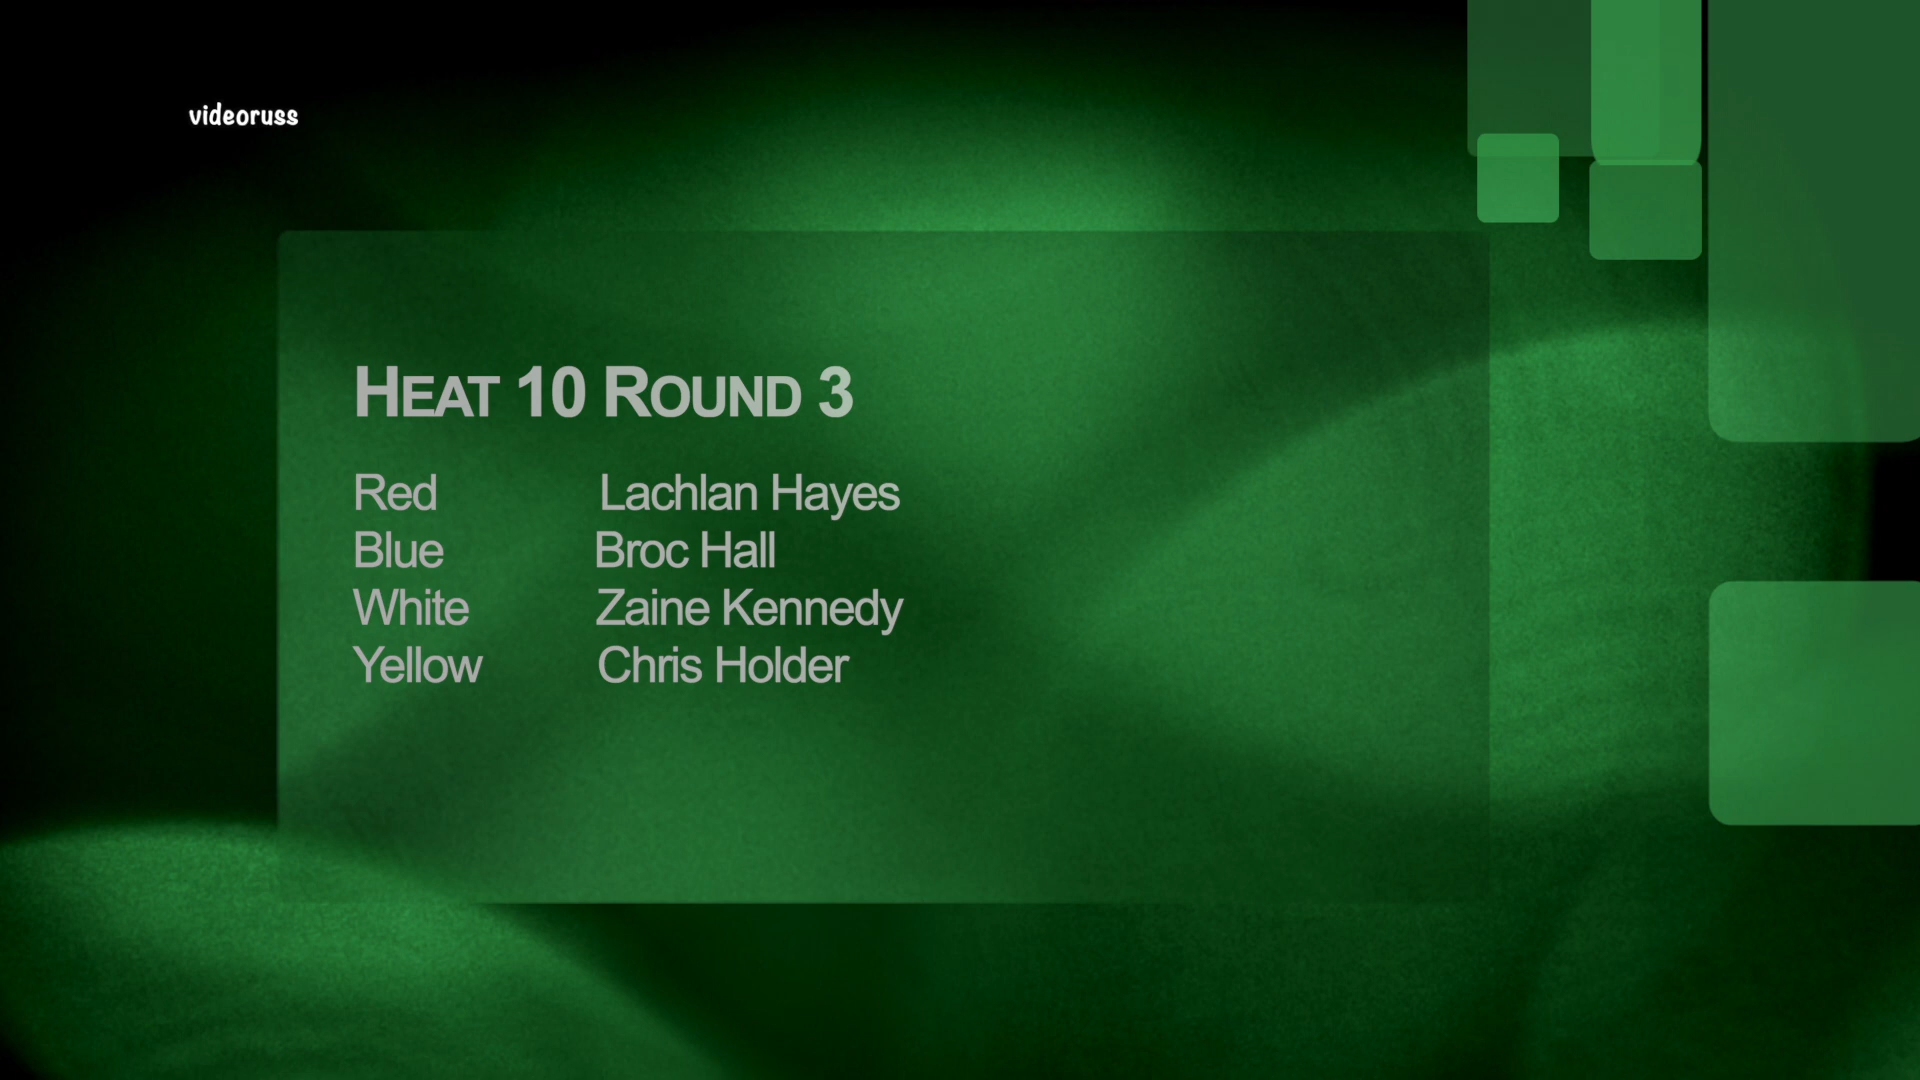 videoruss
HEAT 10 ROUND 3
Red Lachlan Hayes
Blue Broc Hall
White Zaine Kennedy
Yellow Chris Holder